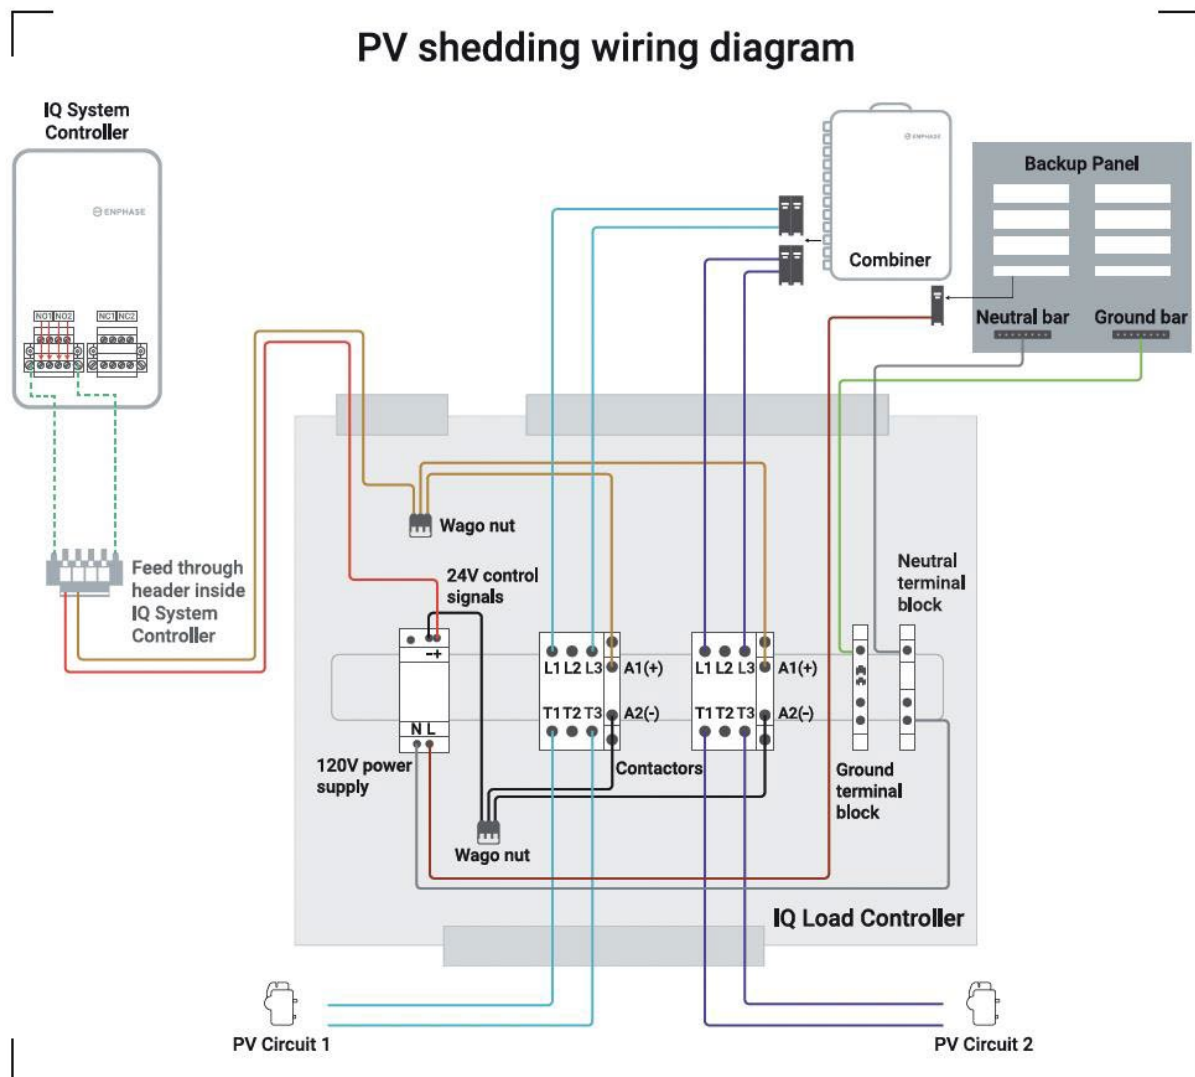 PV shedding wiring diagram
IQ System
Controller
ENPHASE
NO1 NO2
NC1 NC2
ENPHASE
Combiner
Backup Panel
Neutral bar
Ground bar
Feed through
header inside
IQ System
Controller
Wago nut
24V control
signals
Neutral
terminal
block
-+
N L
120V power
supply
L1 L2 L3
A1(+)
T1 T2 T3
A2(-)
L1 L2 L3
A1(+)
T1 T2 T3
A2(-)
Contactors
Ground
terminal
block
Wago nut
IQ Load Controller
PV Circuit 1
PV Circuit 2